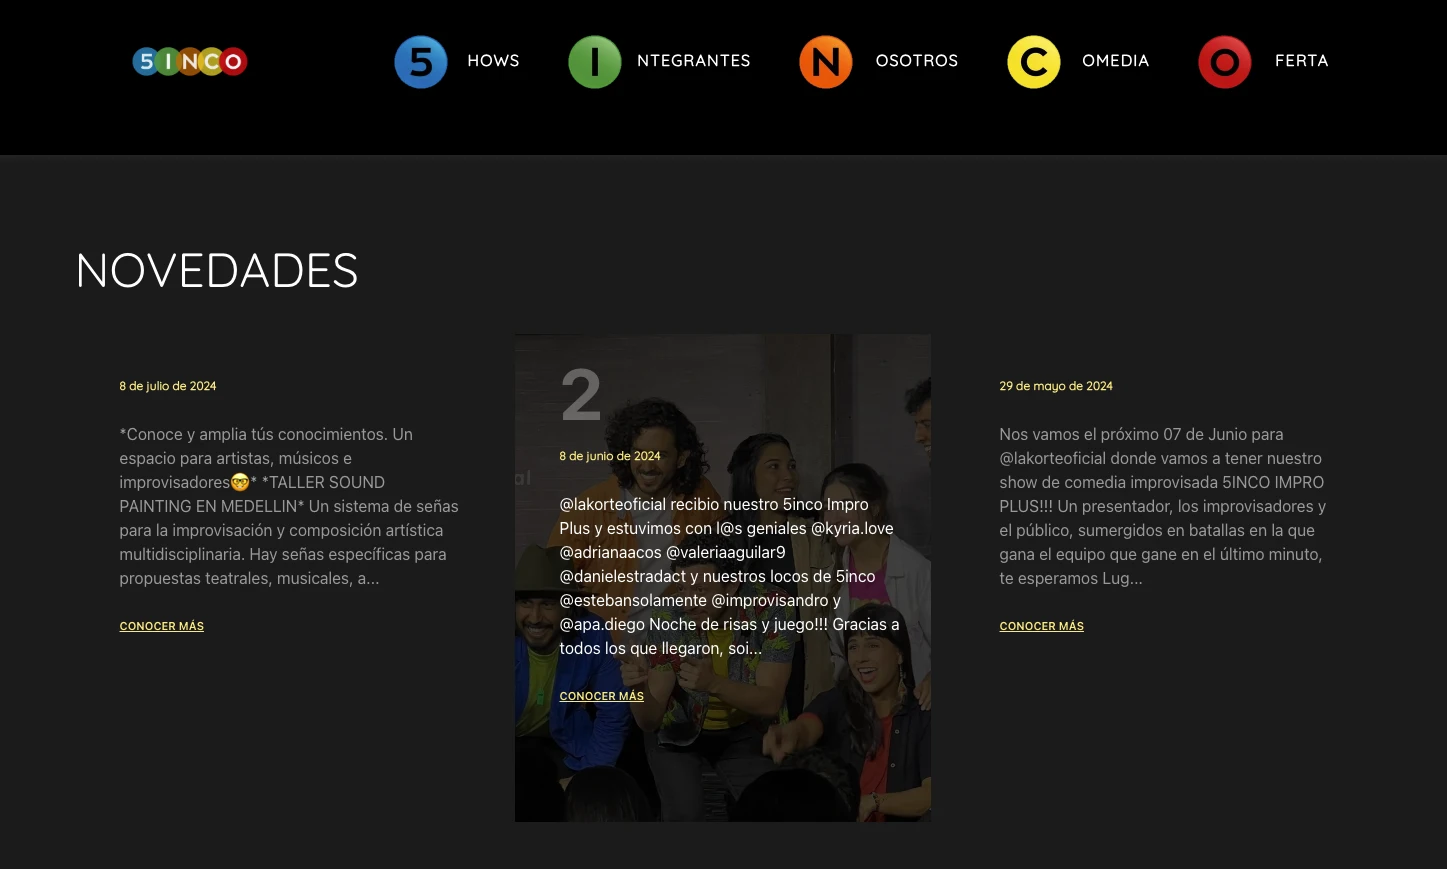 5INCO
5 HOWS
I NTEGRANTES
N OSOTROS
C OMEDIA
O FERTA
NOVEDADES
8 de julio de 2024
*Conoce y amplia tús conocimientos. Un
espacio para artistas, músicos e
improvisadores🤓* *TALLER SOUND
PAINTING EN MEDELLIN* Un sistema de señas
para la improvisación y composición artística
multidisciplinaria. Hay señas específicas para
propuestas teatrales, musicales, a...
CONOCER MÁS
2
8 de junio de 2024
al
@lakorteoficial recibio nuestro 5inco Impro
Plus y estuvimos con l@s geniales @kyria.love
@adrianaacos @valeriaaguilar9
@danielestradact y nuestros locos de 5inco
@estebansolamente @improvisandro y
@apa.diego Noche de risas y juego!!! Gracias a
todos los que llegaron, soi...
CONOCER MÁS
29 de mayo de 2024
Nos vamos el próximo 07 de Junio para
@lakorteoficial donde vamos a tener nuestro
show de comedia improvisada 5INCO IMPRO
PLUS!!! Un presentador, los improvisadores y
el público, sumergidos en batallas en la que
gana el equipo que gane en el último minuto,
te esperamos Lug...
CONOCER MÁS